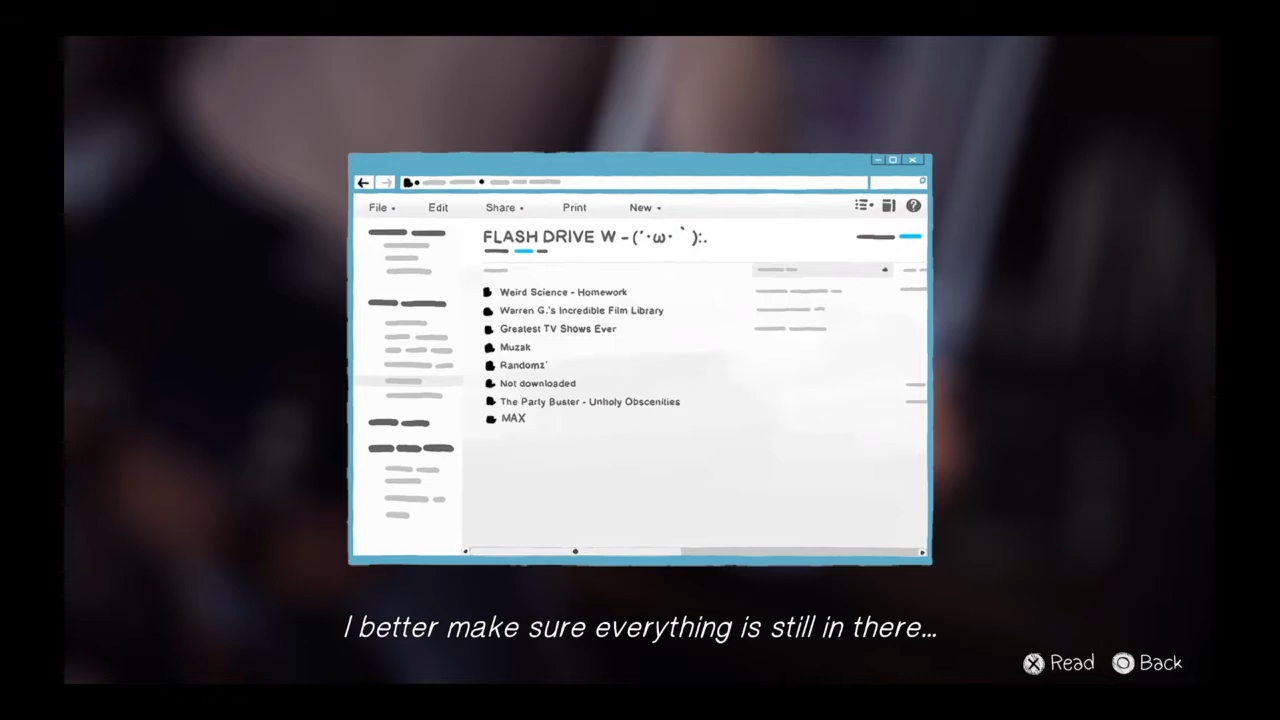 File Edit Share Print New
FLASH DRIVE W - (´･ω･｀):.
Weird Science - Homework
Warren G.'s Incredible Film Library
Greatest TV Shows Ever
Muzak
Randomz'
Not downloaded
The Party Buster - Unholy Obscenities
MAX
I better make sure everything is still in there...
Read Back